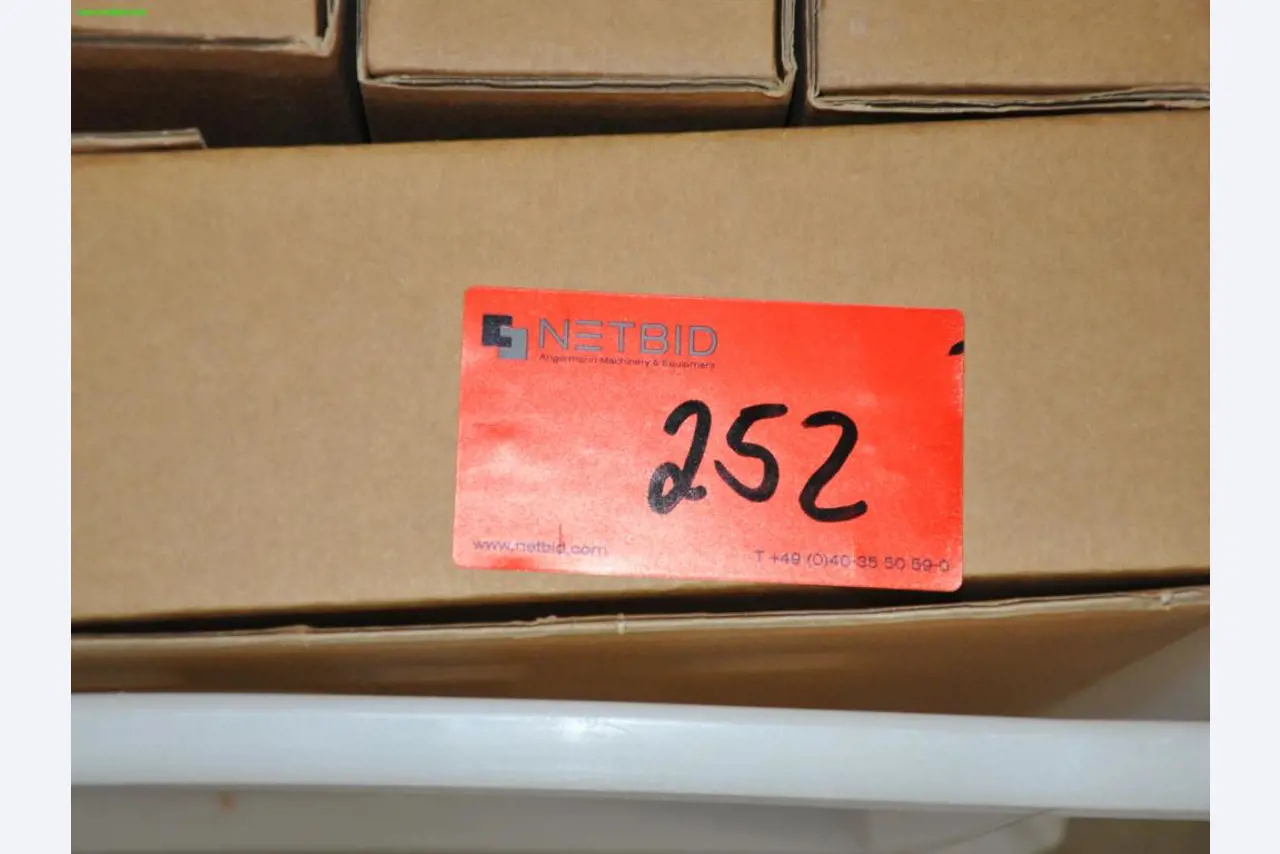 NETBID
Angermann Machinery & Equipment
252
www.netbid.com
T +49 (0)40-35 50 59-0